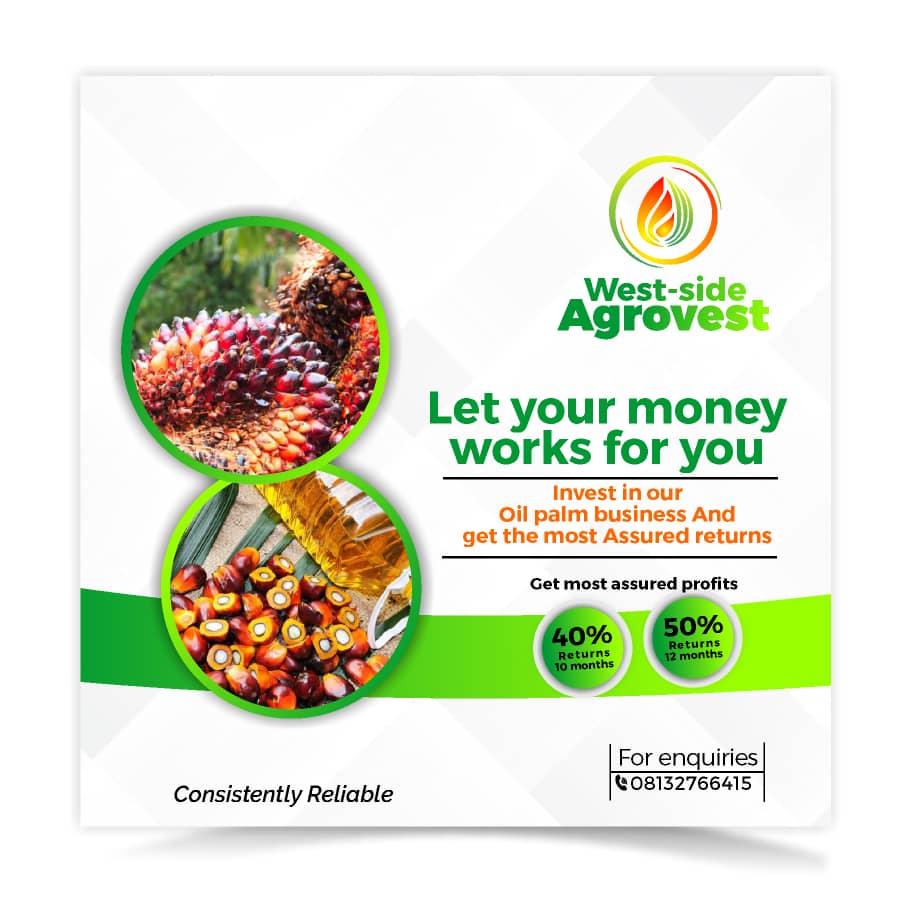 West-side
Agrovest
Let your money
works for you
Invest in our
Oil palm business And
get the most Assured returns
Get most assured profits
40%
Returns
10 months
50%
Returns
12 months
For enquiries
08132766415
Consistently Reliable